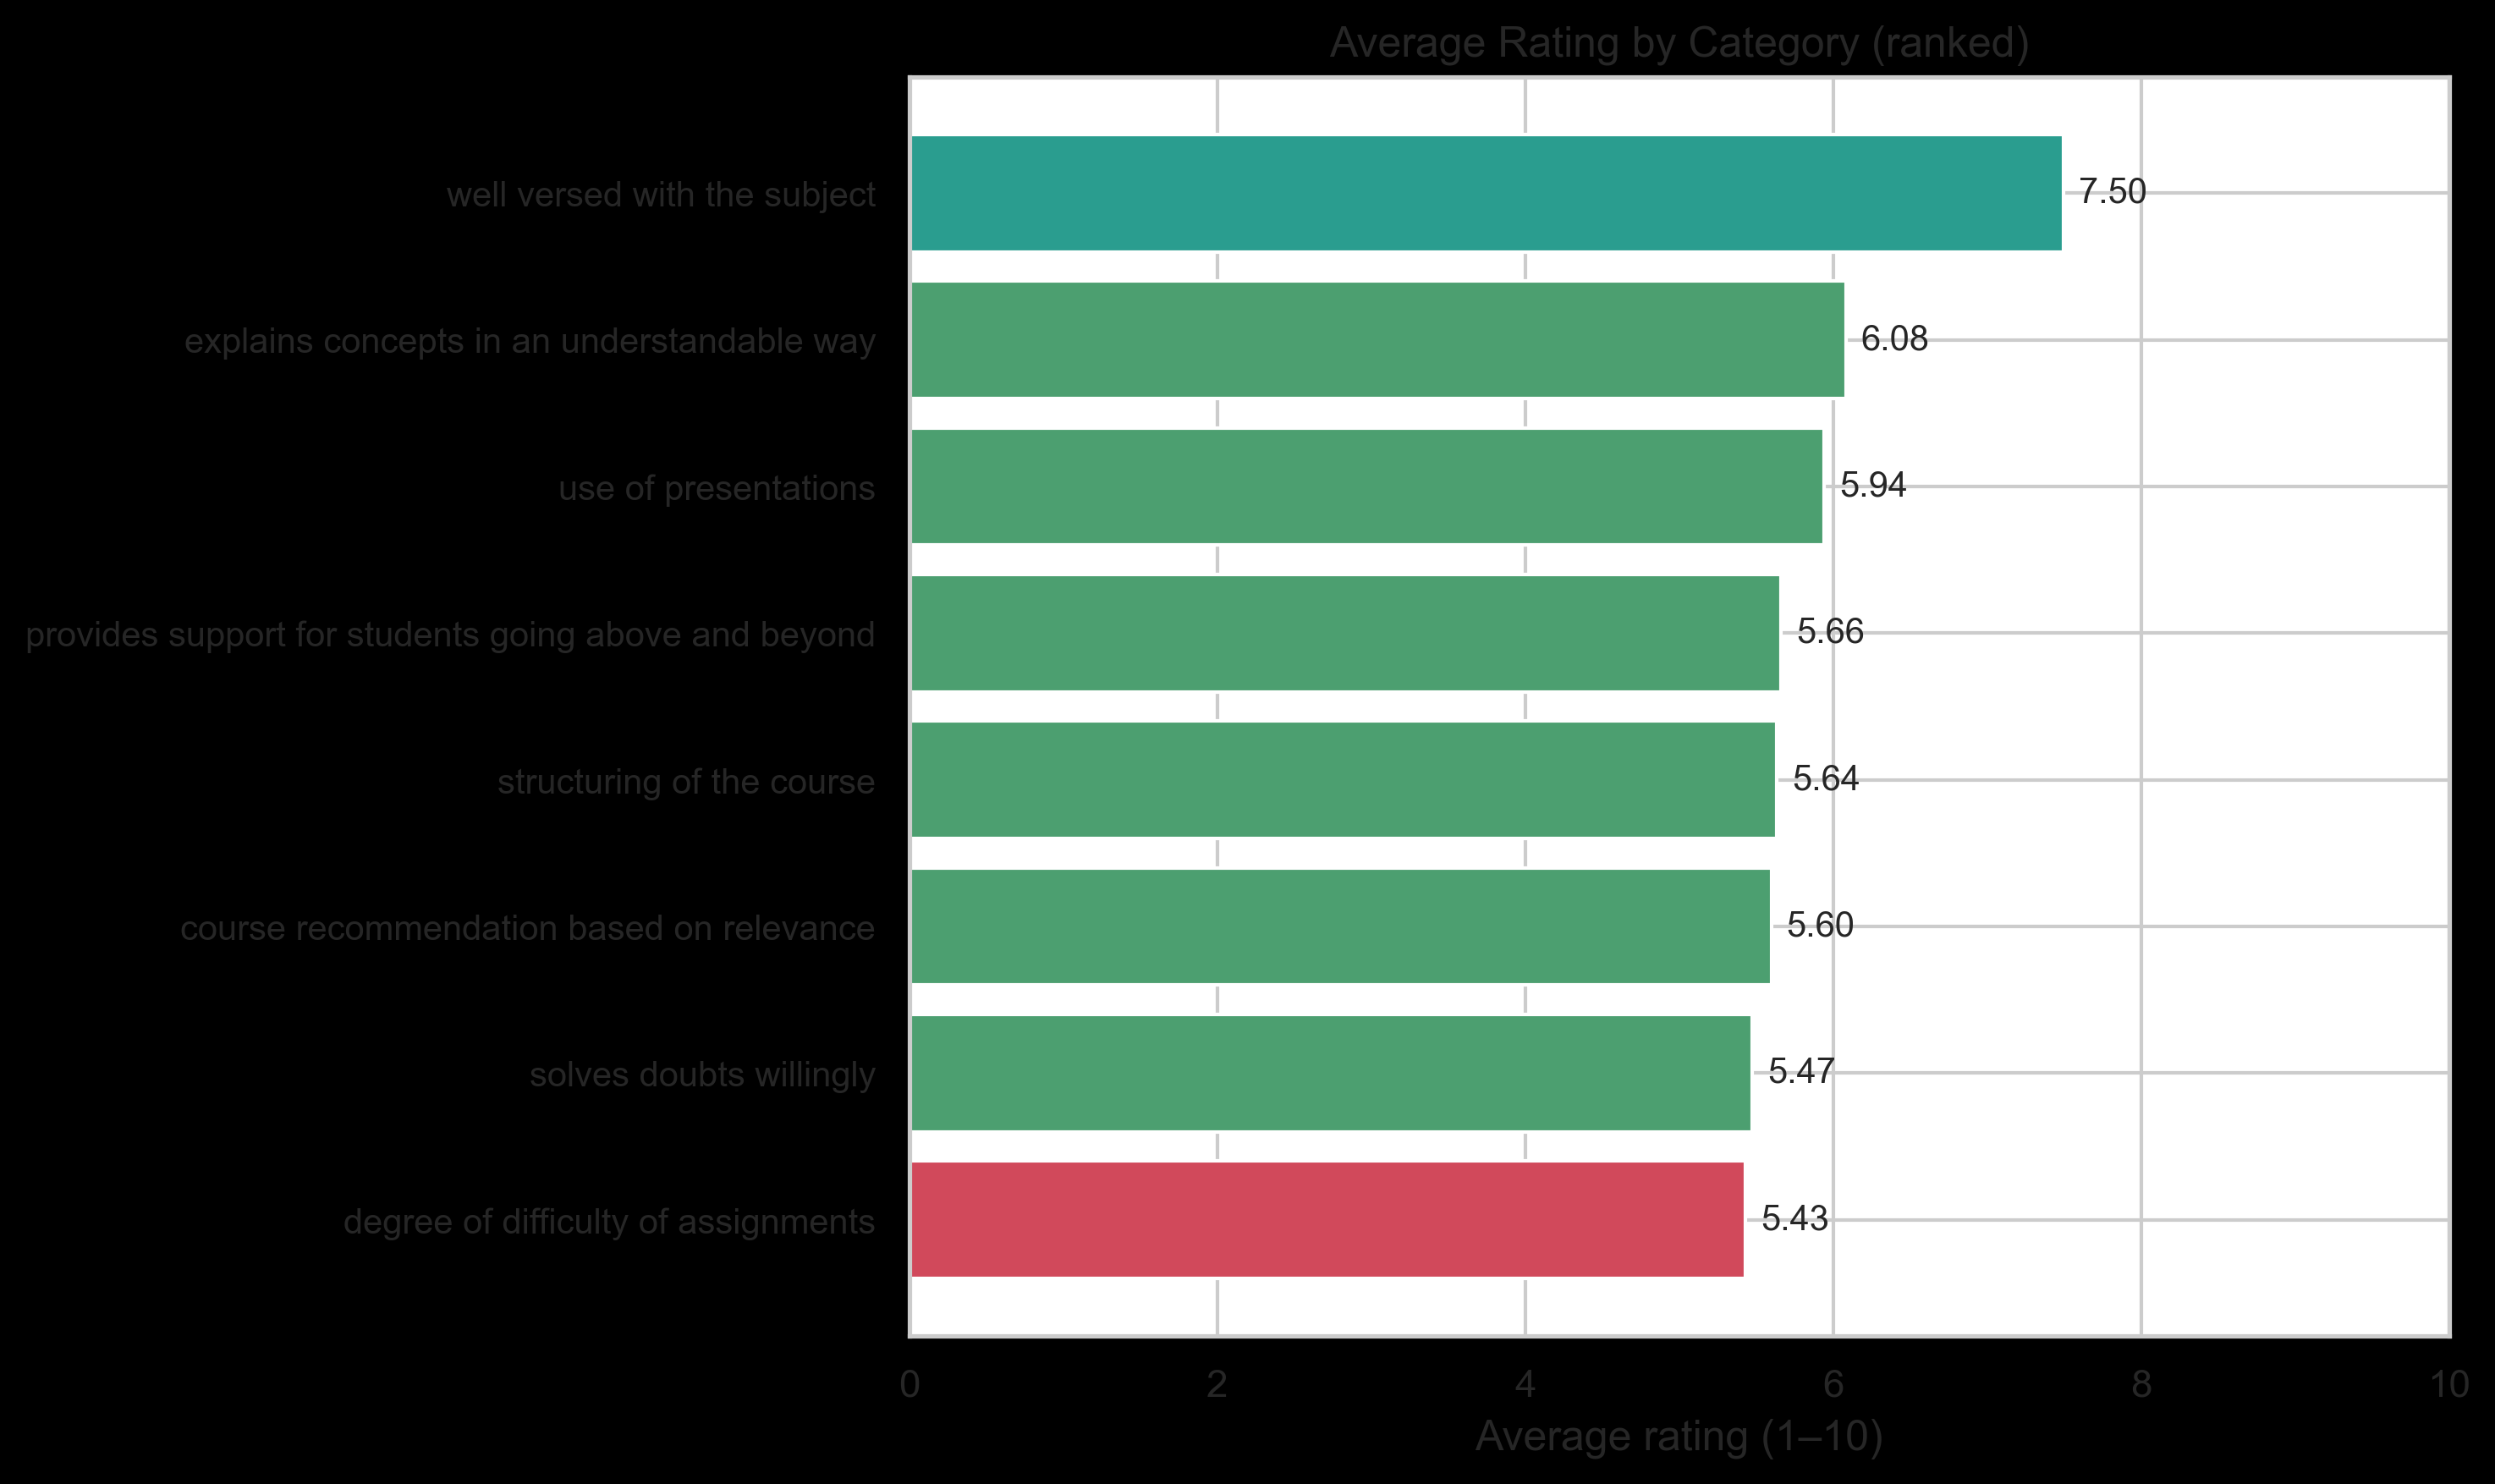 Average Rating by Category (ranked)
well versed with the subject
7.50
explains concepts in an understandable way
6.08
use of presentations
5.94
provides support for students going above and beyond
5.66
structuring of the course
5.64
course recommendation based on relevance
5.60
solves doubts willingly
5.47
degree of difficulty of assignments
5.43
0 2 4 6 8 10
Average rating (1–10)